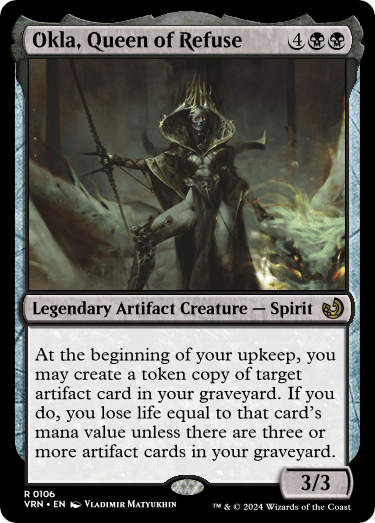 Okla, Queen of Refuse 4
Legendary Artifact Creature — Spirit
At the beginning of your upkeep, you
may create a token copy of target
artifact card in your graveyard. If you
do, you lose life equal to that card's
mana value unless there are three or
more artifact cards in your graveyard.
3/3
R 0106
VRN • EN Vladimir Matyukhin
™ & © 2024 Wizards of the Coast